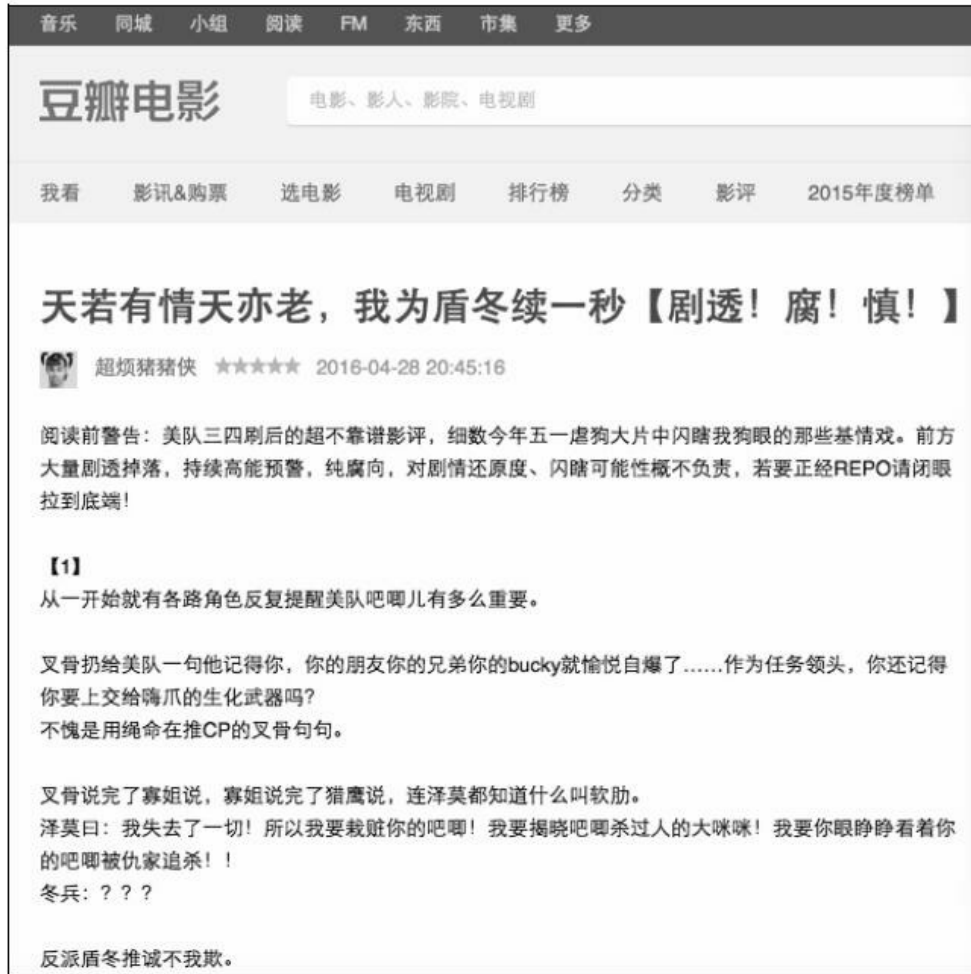 音乐 同城 小组 阅读 FM 东西 市集 更多
豆瓣电影
电影、影人、影院、电视剧
我看 影讯&购票 选电影 电视剧 排行榜 分类 影评 2015年度榜单
天若有情天亦老，我为盾冬续一秒【剧透！腐！慎！】
超烦猪猪侠 ★★★★★ 2016-04-28 20:45:16
阅读前警告：美队三四刷后的超不靠谱影评，细数今年五一虐狗大片中闪瞎我狗眼的那些基情戏。前方
大量剧透掉落，持续高能预警，纯腐向，对剧情还原度、闪瞎可能性概不负责，若要正经REPO请闭眼
拉到底端！
【1】
从一开始就有各路角色反复提醒美队吧唧儿有多么重要。
叉骨扔给美队一句他记得你，你的朋友你的兄弟你的bucky就愉悦自爆了……作为任务领头，你还记得
你要上交给嗨爪的生化武器吗？
不愧是用绳命在推CP的叉骨句句。
叉骨说完了寡姐说，寡姐说完了猎鹰说，连泽莫都知道什么叫软肋。
泽莫曰：我失去了一切！所以我要栽赃你的吧唧！我要揭晓吧唧杀过人的大咪咪！我要你眼睁睁看着你
的吧唧被仇家追杀！！
冬兵：？？？
反派盾冬推诚不我欺。